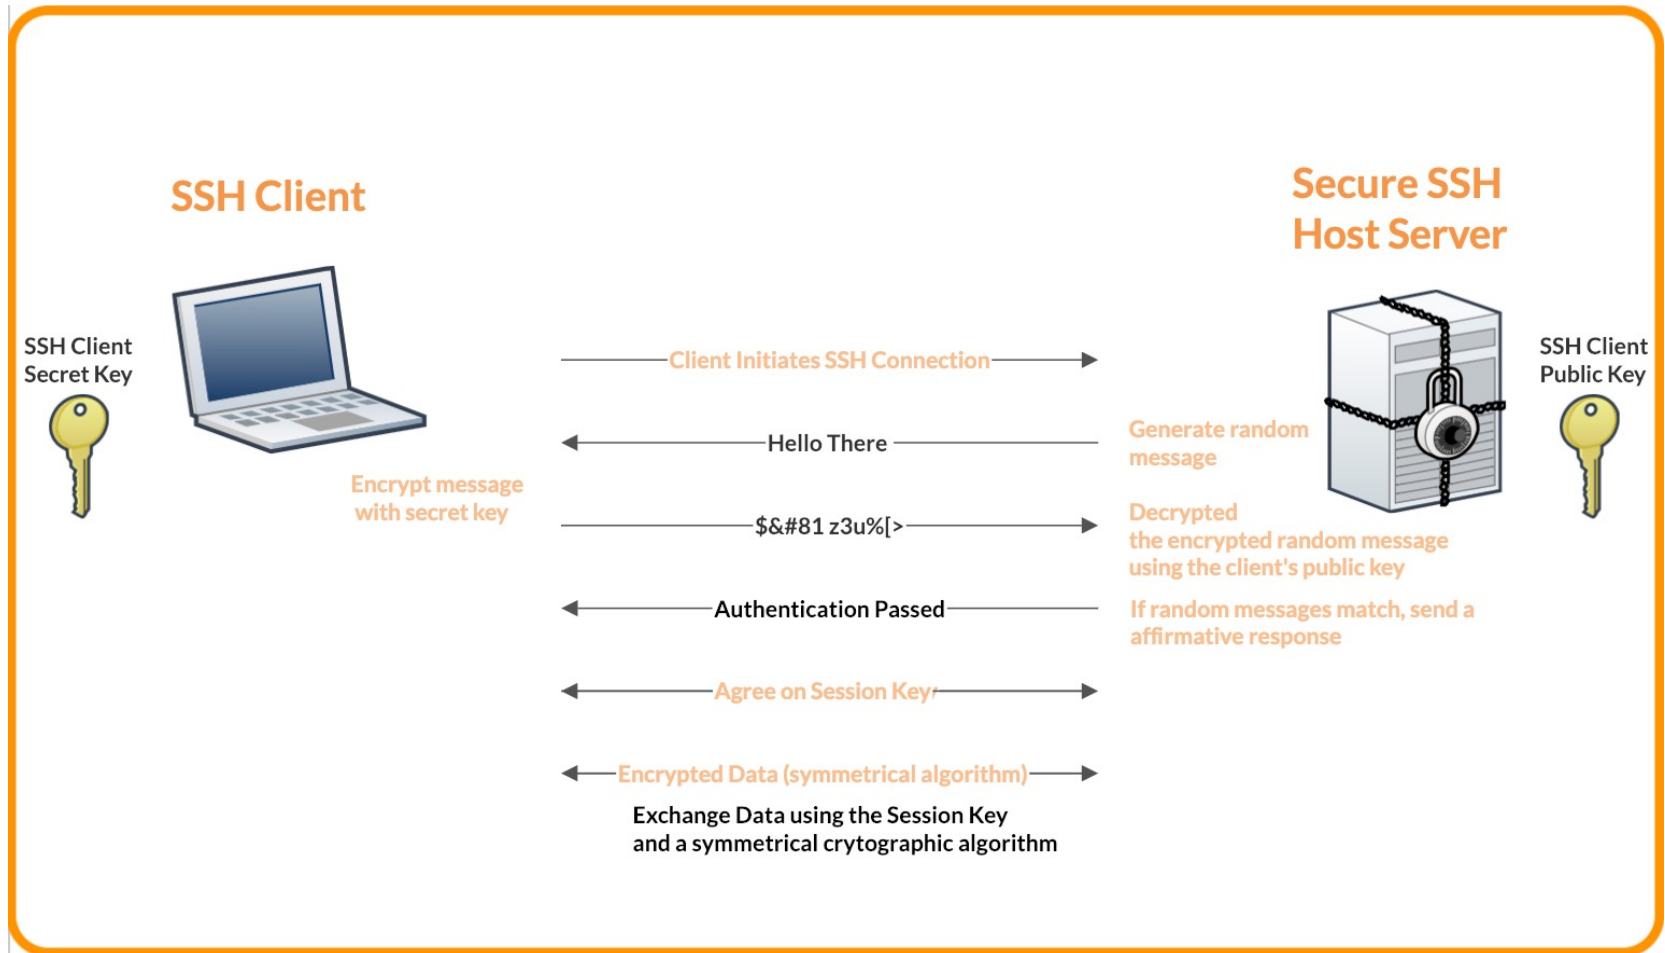 SSH Client
Secure SSH
Host Server
SSH Client
Secret Key
SSH Client
Public Key
Client Initiates SSH Connection
Hello There
Generate random
message
Encrypt message
with secret key
$&#81 z3u%[>
Decrypted
the encrypted random message
using the client's public key
Authentication Passed
If random messages match, send a
affirmative response
Agree on Session Key
Encrypted Data (symmetrical algorithm)
Exchange Data using the Session Key
and a symmetrical crytographic algorithm